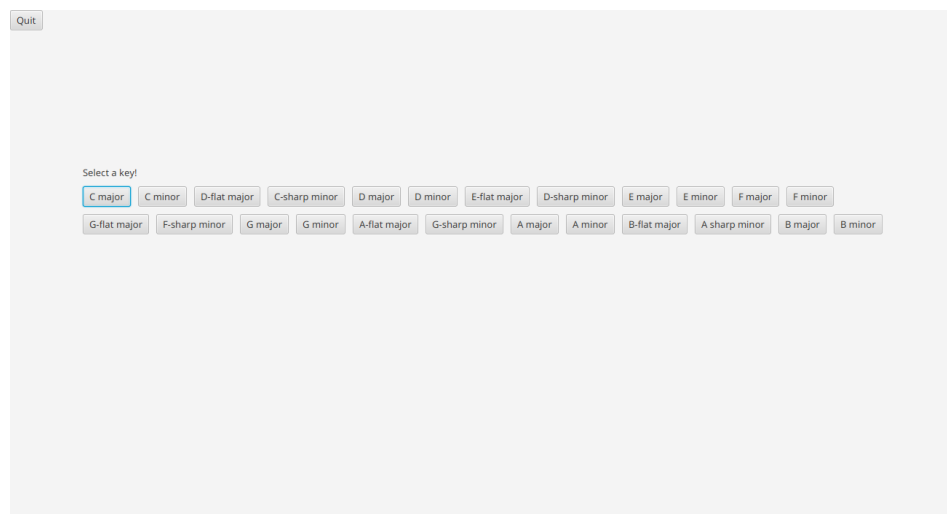 Quit
Select a key!
C major C minor D-flat major C-sharp minor D major D minor E-flat major D-sharp minor E major E minor F major F minor
G-flat major F-sharp minor G major G minor A-flat major G-sharp minor A major A minor B-flat major A sharp minor B major B minor